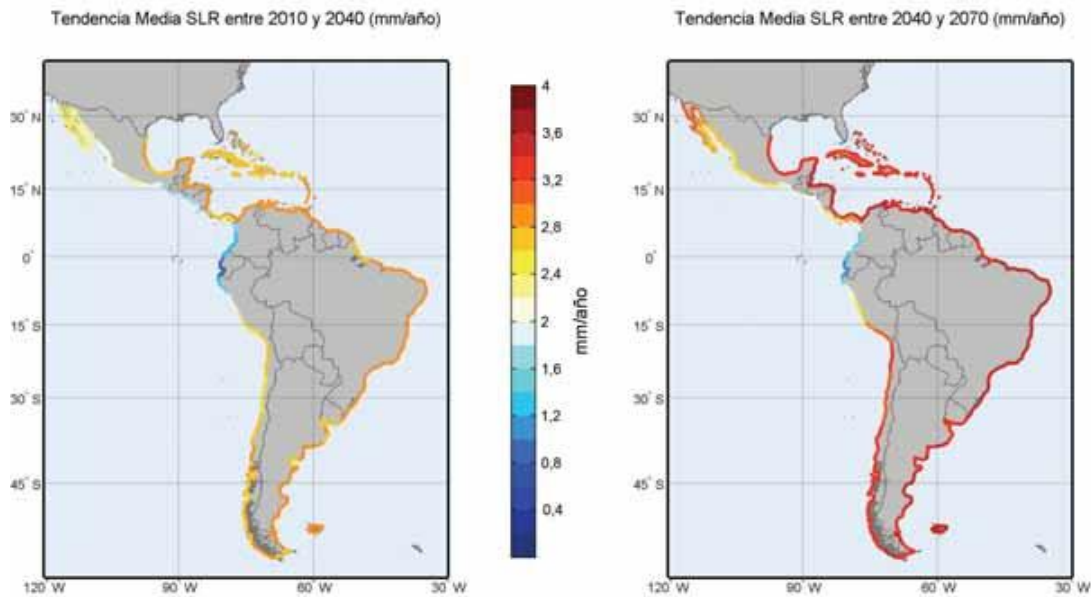 Tendencia Media SLR entre 2010 y 2040 (mm/año)
Tendencia Media SLR entre 2040 y 2070 (mm/año)
30° N
15° N
0°
15° S
30° S
45° S
120° W
90° W
60° W
30° W
4
3,6
3,2
2,8
2,4
2
1,6
1,2
0,8
0,4
mm/año
30° N
15° N
0°
15° S
30° S
45° S
120° W
90° W
60° W
30° W